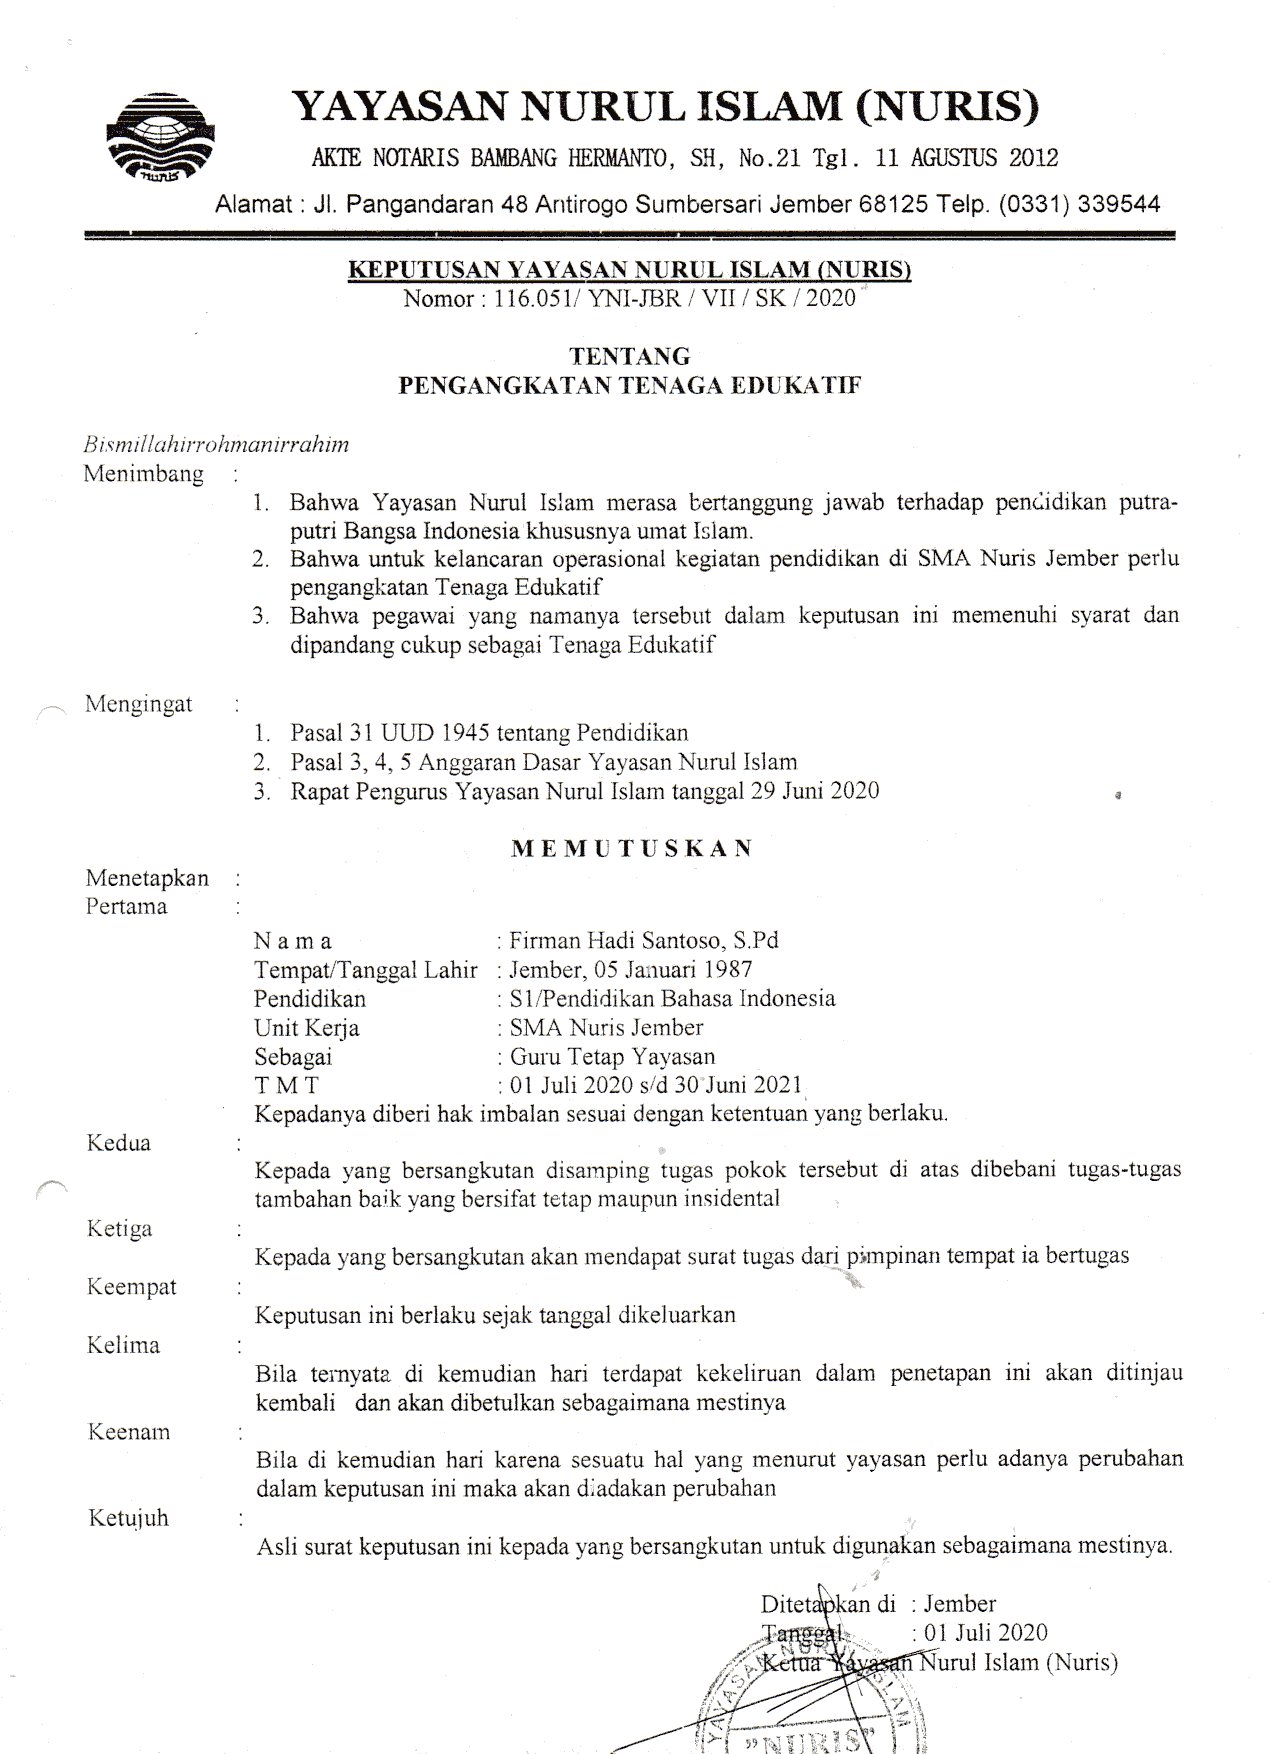 YAYASAN NURUL ISLAM (NURIS)
AKTE NOTARIS BAMBANG HERMANTO, SH, No.21 Tgl. 11 AGUSTUS 2012
nuris
Alamat : Jl. Pangandaran 48 Antirogo Sumbersari Jember 68125 Telp. (0331) 339544
KEPUTUSAN YAYASAN NURUL ISLAM (NURIS)
Nomor : 116.051/ YNI-JBR / VII / SK / 2020
TENTANG
PENGANGKATAN TENAGA EDUKATIF
Bismillahirrohmanirrahim
Menimbang :
1. Bahwa Yayasan Nurul Islam merasa bertanggung jawab terhadap pendidikan putra-
putri Bangsa Indonesia khususnya umat Islam.
2. Bahwa untuk kelancaran operasional kegiatan pendidikan di SMA Nuris Jember perlu
pengangkatan Tenaga Edukatif
3. Bahwa pegawai yang namanya tersebut dalam keputusan ini memenuhi syarat dan
dipandang cukup sebagai Tenaga Edukatif
Mengingat :
1. Pasal 31 UUD 1945 tentang Pendidikan
2. Pasal 3, 4, 5 Anggaran Dasar Yayasan Nurul Islam
3. Rapat Pengurus Yayasan Nurul Islam tanggal 29 Juni 2020
M E M U T U S K A N
Menetapkan :
Pertama :
N a m a : Firman Hadi Santoso, S.Pd
Tempat/Tanggal Lahir : Jember, 05 Januari 1987
Pendidikan : S1/Pendidikan Bahasa Indonesia
Unit Kerja : SMA Nuris Jember
Sebagai : Guru Tetap Yayasan
T M T : 01 Juli 2020 s/d 30 Juni 2021
Kepadanya diberi hak imbalan sesuai dengan ketentuan yang berlaku.
Kedua :
Kepada yang bersangkutan disamping tugas pokok tersebut di atas dibebani tugas-tugas
tambahan baik yang bersifat tetap maupun insidental
Ketiga :
Kepada yang bersangkutan akan mendapat surat tugas dari pimpinan tempat ia bertugas
Keempat :
Keputusan ini berlaku sejak tanggal dikeluarkan
Kelima :
Bila ternyata di kemudian hari terdapat kekeliruan dalam penetapan ini akan ditinjau
kembali dan akan dibetulkan sebagaimana mestinya
Keenam :
Bila di kemudian hari karena sesuatu hal yang menurut yayasan perlu adanya perubahan
dalam keputusan ini maka akan diadakan perubahan
Ketujuh :
Asli surat keputusan ini kepada yang bersangkutan untuk digunakan sebagaimana mestinya.
Ditetapkan di : Jember
Tanggal : 01 Juli 2020
Ketua Yayasan Nurul Islam (Nuris)
YAYASAN NURUL ISLAM
"NURIS"